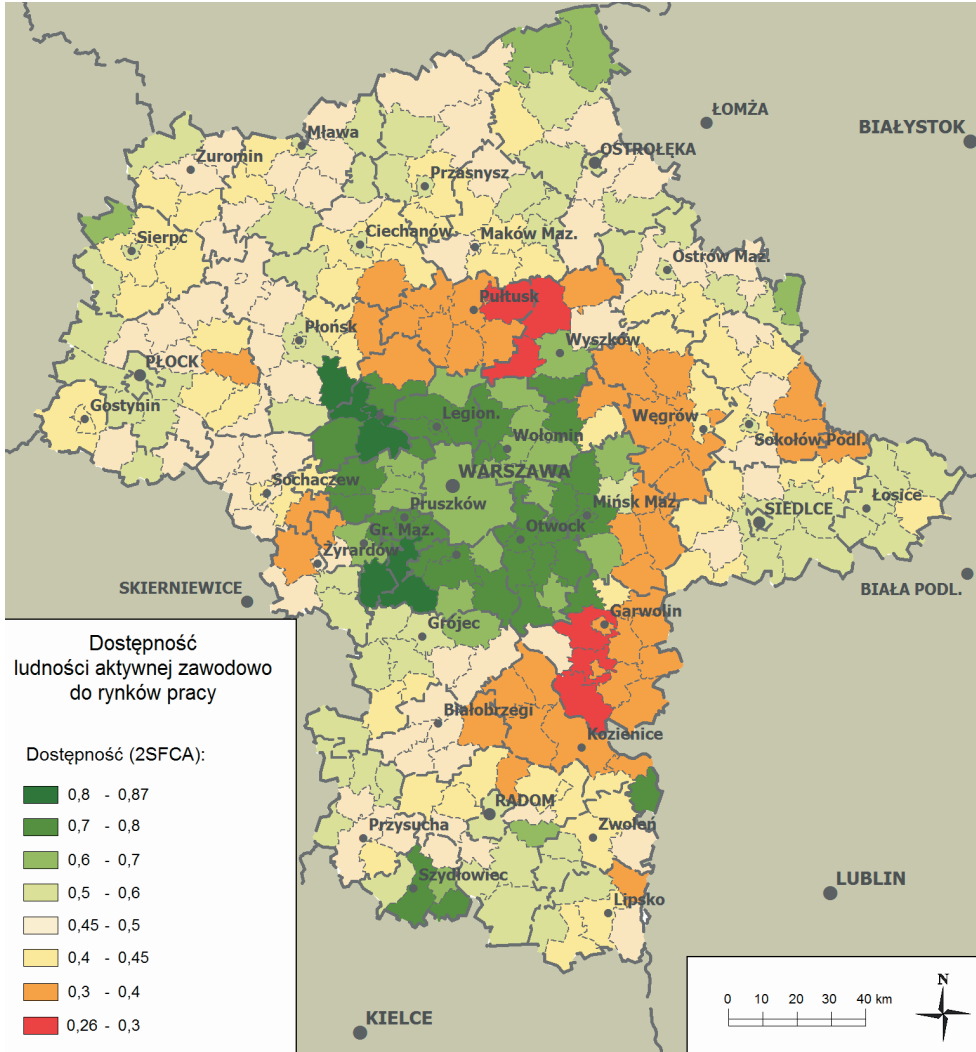 ŁOMŻA
BIAŁYSTOK
Mława
Żuromin
OSTROŁĘKA
Przasnysz
Sierpc
Ciechanów
Maków Maz.
Ostrów Maz.
Pułtusk
Płońsk
Wyszków
PŁOCK
Gostynin
Legion.
Węgrów
Wołomin
Sokołów Podl.
WARSZAWA
Sochaczew
Pruszków
Mińsk Maz.
Łosice
SIEDLCE
Gr. Maz.
Otwock
Żyrardów
SKIERNIEWICE
BIAŁA PODL.
Garwolin
Grójec
Dostępność
ludności aktywnej zawodowo
do rynków pracy
Białobrzegi
Kozienice
Dostępność (2SFCA):
0,8 - 0,87
0,7 - 0,8
0,6 - 0,7
0,5 - 0,6
0,45 - 0,5
0,4 - 0,45
0,3 - 0,4
0,26 - 0,3
RADOM
Przysucha
Zwoleń
Szydłowiec
LUBLIN
Lipsko
N
0 10 20 30 40 km
KIELCE